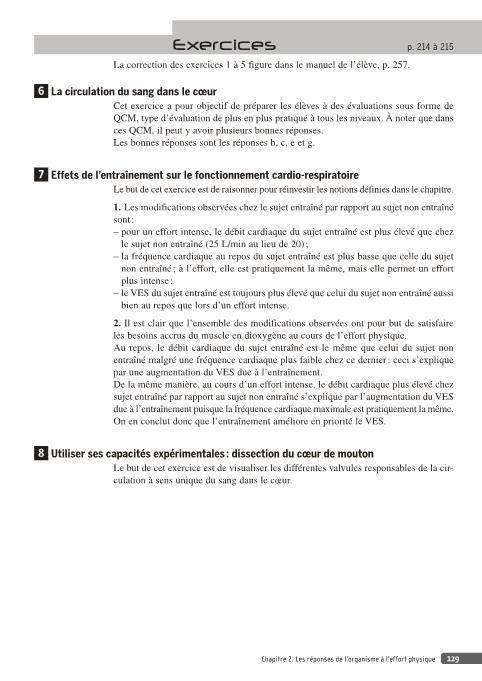 Exercices
p. 214 à 215
La correction des exercices 1 à 5 figure dans le manuel de l'élève, p. 257.
6 La circulation du sang dans le cœur
Cet exercice a pour objectif de préparer les élèves à des évaluations sous forme de
QCM, type d'évaluation de plus en plus pratiqué à tous les niveaux. À noter que dans
ces QCM, il peut y avoir plusieurs bonnes réponses.
Les bonnes réponses sont les réponses b, c, e et g.
7 Effets de l'entraînement sur le fonctionnement cardio-respiratoire
Le but de cet exercice est de raisonner pour réinvestir les notions définies dans le chapitre.
1. Les modifications observées chez le sujet entraîné par rapport au sujet non entraîné
sont :
– pour un effort intense, le débit cardiaque du sujet entraîné est plus élevé que chez
le sujet non entraîné (25 L/min au lieu de 20) ;
– la fréquence cardiaque au repos du sujet entraîné est plus basse que celle du sujet
non entraîné ; à l'effort, elle est pratiquement la même, mais elle permet un effort
plus intense ;
– le VES du sujet entraîné est toujours plus élevé que celui du sujet non entraîné aussi
bien au repos que lors d'un effort intense.
2. Il est clair que l'ensemble des modifications observées ont pour but de satisfaire
les besoins accrus du muscle en dioxygène au cours de l'effort physique.
Au repos, le débit cardiaque du sujet entraîné est le même que celui du sujet non
entraîné malgré une fréquence cardiaque plus faible chez ce dernier : ceci s'explique
par une augmentation du VES due à l'entraînement.
De la même manière, au cours d'un effort intense, le débit cardiaque plus élevé chez
sujet entraîné par rapport au sujet non entraîné s'explique par l'augmentation du VES
due à l'entraînement puisque la fréquence cardiaque maximale est pratiquement la même.
On en conclut donc que l'entraînement améliore en priorité le VES.
8 Utiliser ses capacités expérimentales : dissection du cœur de mouton
Le but de cet exercice est de visualiser les différentes valvules responsables de la cir-
culation à sens unique du sang dans le cœur.
Chapitre 2. Les réponses de l'organisme à l'effort physique 129